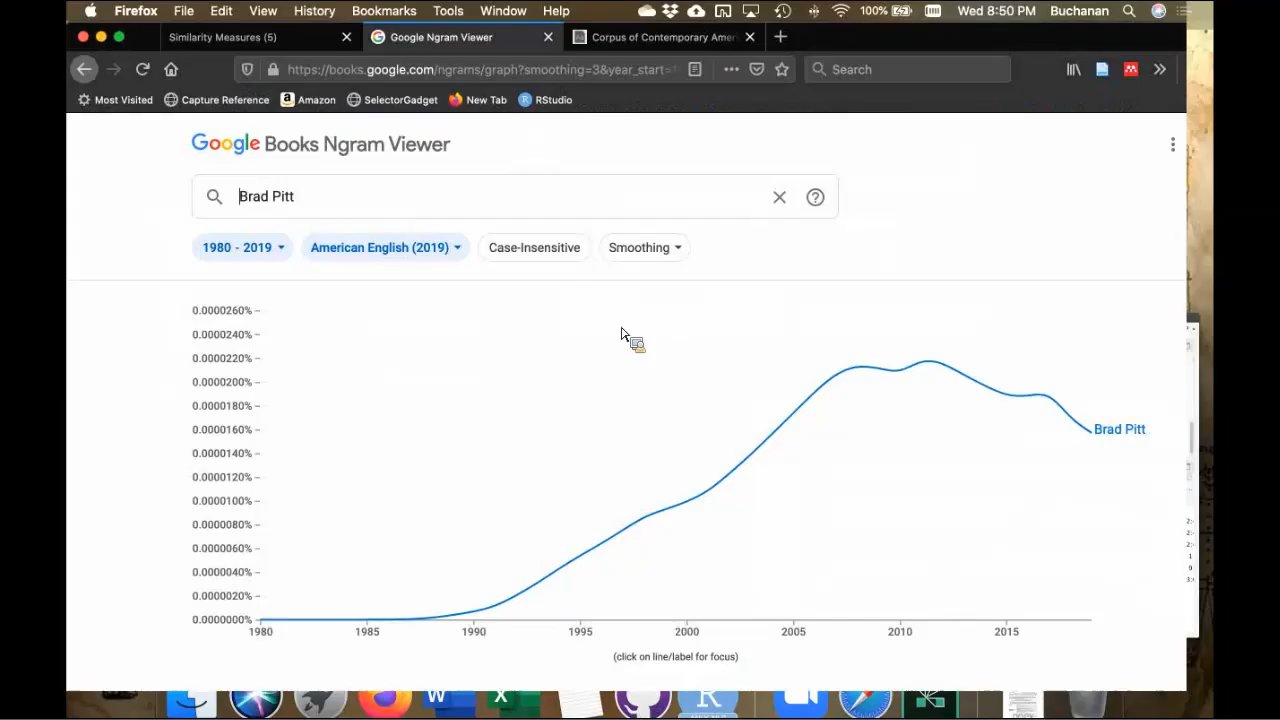 Firefox File Edit View History Bookmarks Tools Window Help 100% Wed 8:50 PM Buchanan
Similarity Measures (5) Google Ngram Viewer Corpus of Contemporary Amer
https://books.google.com/ngrams/graph?smoothing=3&year_start= Search
Most Visited Capture Reference Amazon SelectorGadget New Tab RStudio
Google Books Ngram Viewer
Brad Pitt
1980 - 2019 American English (2019) Case-Insensitive Smoothing
0.0000260%
0.0000240%
0.0000220%
0.0000200%
0.0000180%
0.0000160%
Brad Pitt
0.0000140%
0.0000120%
0.0000100%
0.0000080%
0.0000060%
0.0000040%
0.0000020%
0.0000000%
1980 1985 1990 1995 2000 2005 2010 2015
(click on line/label for focus)